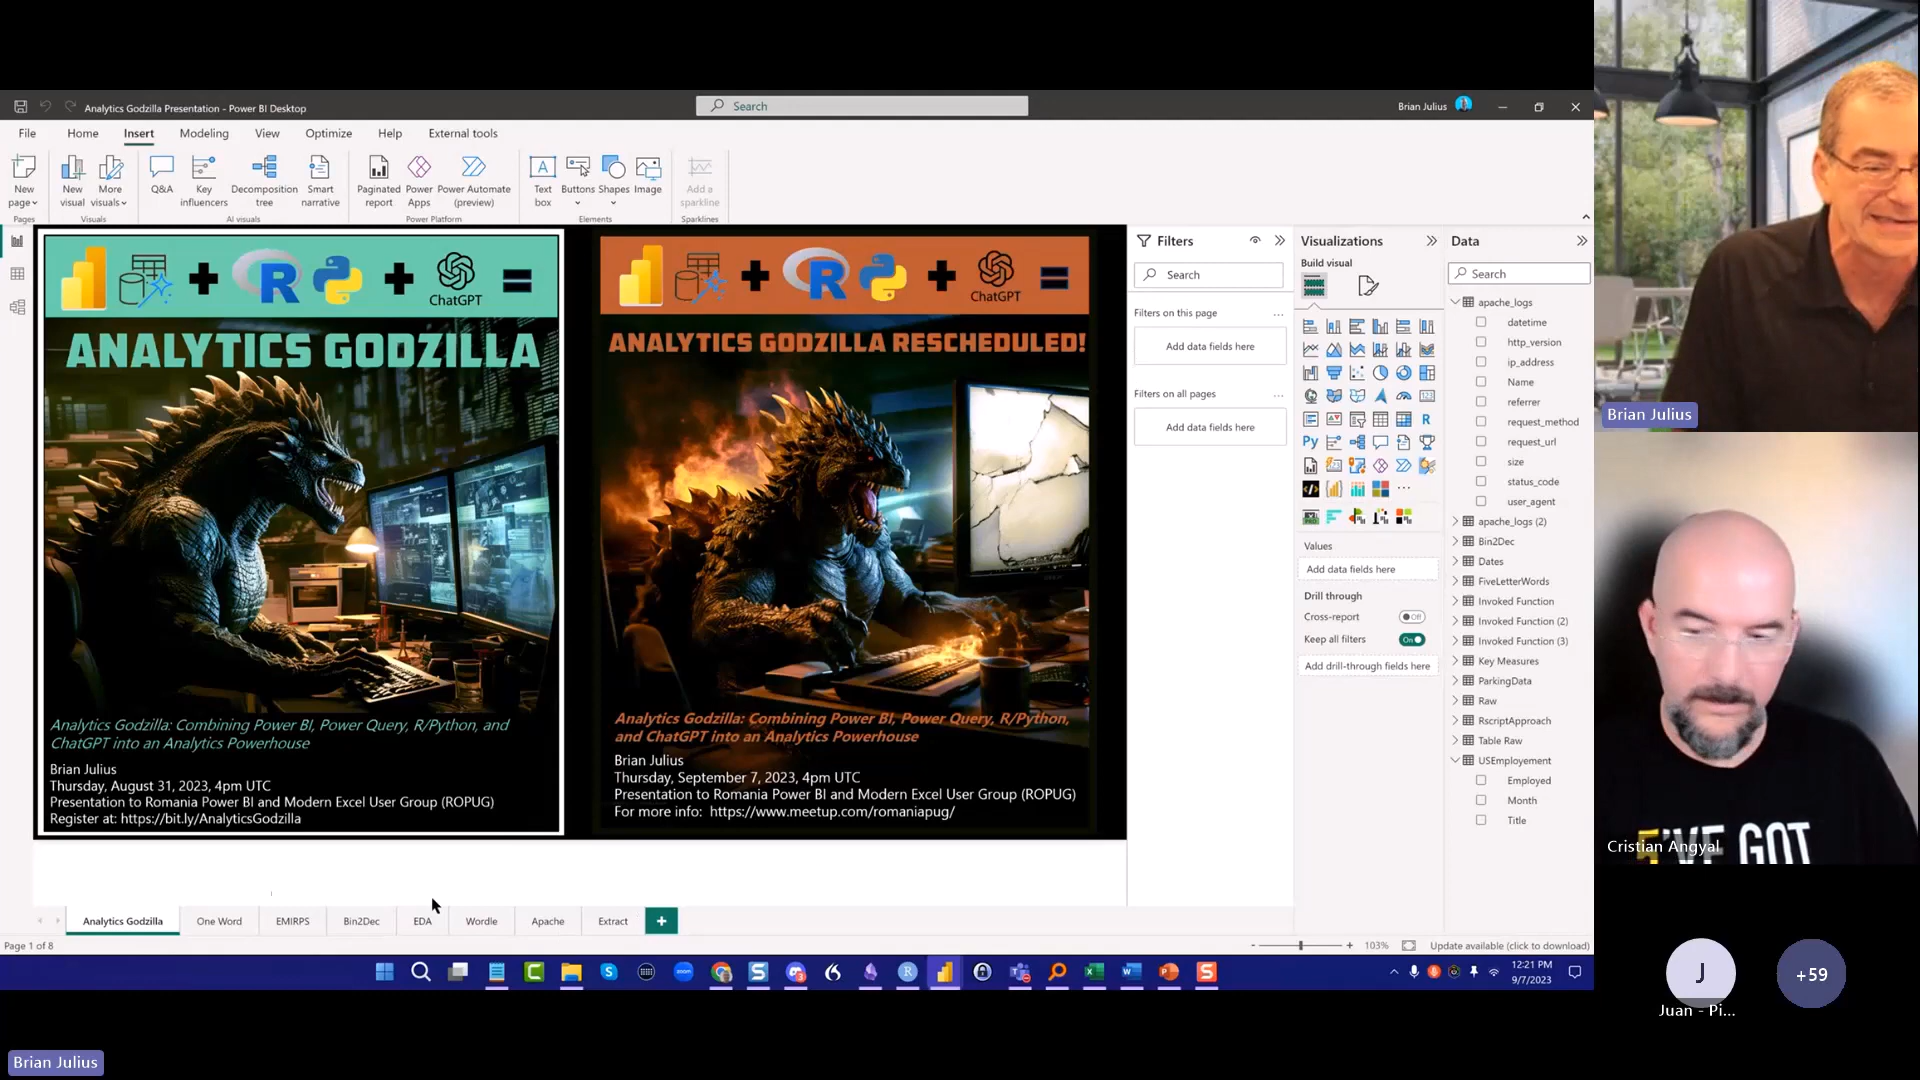 Analytics Godzilla Presentation - Power BI Desktop
Search
Brian Julius
File Home Insert Modeling View Optimize Help External tools
New page
New visual
More visuals
Q&A
Key influencers
Decomposition tree
Smart narrative
Paginated report
Power Apps
Power Automate (preview)
Text box
Buttons
Shapes
Image
Add a sparkline
Pages
Visuals
AI visuals
Power Platform
Elements
Sparklines
+ R + ChatGPT =
ANALYTICS GODZILLA
Analytics Godzilla: Combining Power BI, Power Query, R/Python, and
ChatGPT into an Analytics Powerhouse
Brian Julius
Thursday, August 31, 2023, 4pm UTC
Presentation to Romania Power BI and Modern Excel User Group (ROPUG)
Register at: https://bit.ly/AnalyticsGodzilla
+ R + ChatGPT =
ANALYTICS GODZILLA RESCHEDULED!
Analytics Godzilla: Combining Power BI, Power Query, R/Python,
and ChatGPT into an Analytics Powerhouse
Brian Julius
Thursday, September 7, 2023, 4pm UTC
Presentation to Romania Power BI and Modern Excel User Group (ROPUG)
For more info: https://www.meetup.com/romaniapug/
Filters
Search
Filters on this page
Add data fields here
Filters on all pages
Add data fields here
Visualizations
Build visual
R
Py
Values
Add data fields here
Drill through
Cross-report
Off
Keep all filters
On
Add drill-through fields here
Data
Search
apache_logs
datetime
http_version
ip_address
Name
referrer
request_method
request_url
size
status_code
user_agent
apache_logs (2)
Bin2Dec
Dates
FiveLetterWords
Invoked Function
Invoked Function (2)
Invoked Function (3)
Key Measures
ParkingData
Raw
RscriptApproach
Table Raw
USEmployement
Employed
Month
Title
Analytics Godzilla One Word EMIRPS Bin2Dec EDA Wordle Apache Extract +
Page 1 of 8
- + 103%
Update available (click to download)
12:21 PM
9/7/2023
Brian Julius
5'VE GOT
Cristian Angyal
J
Juan - Pi...
+59
Brian Julius